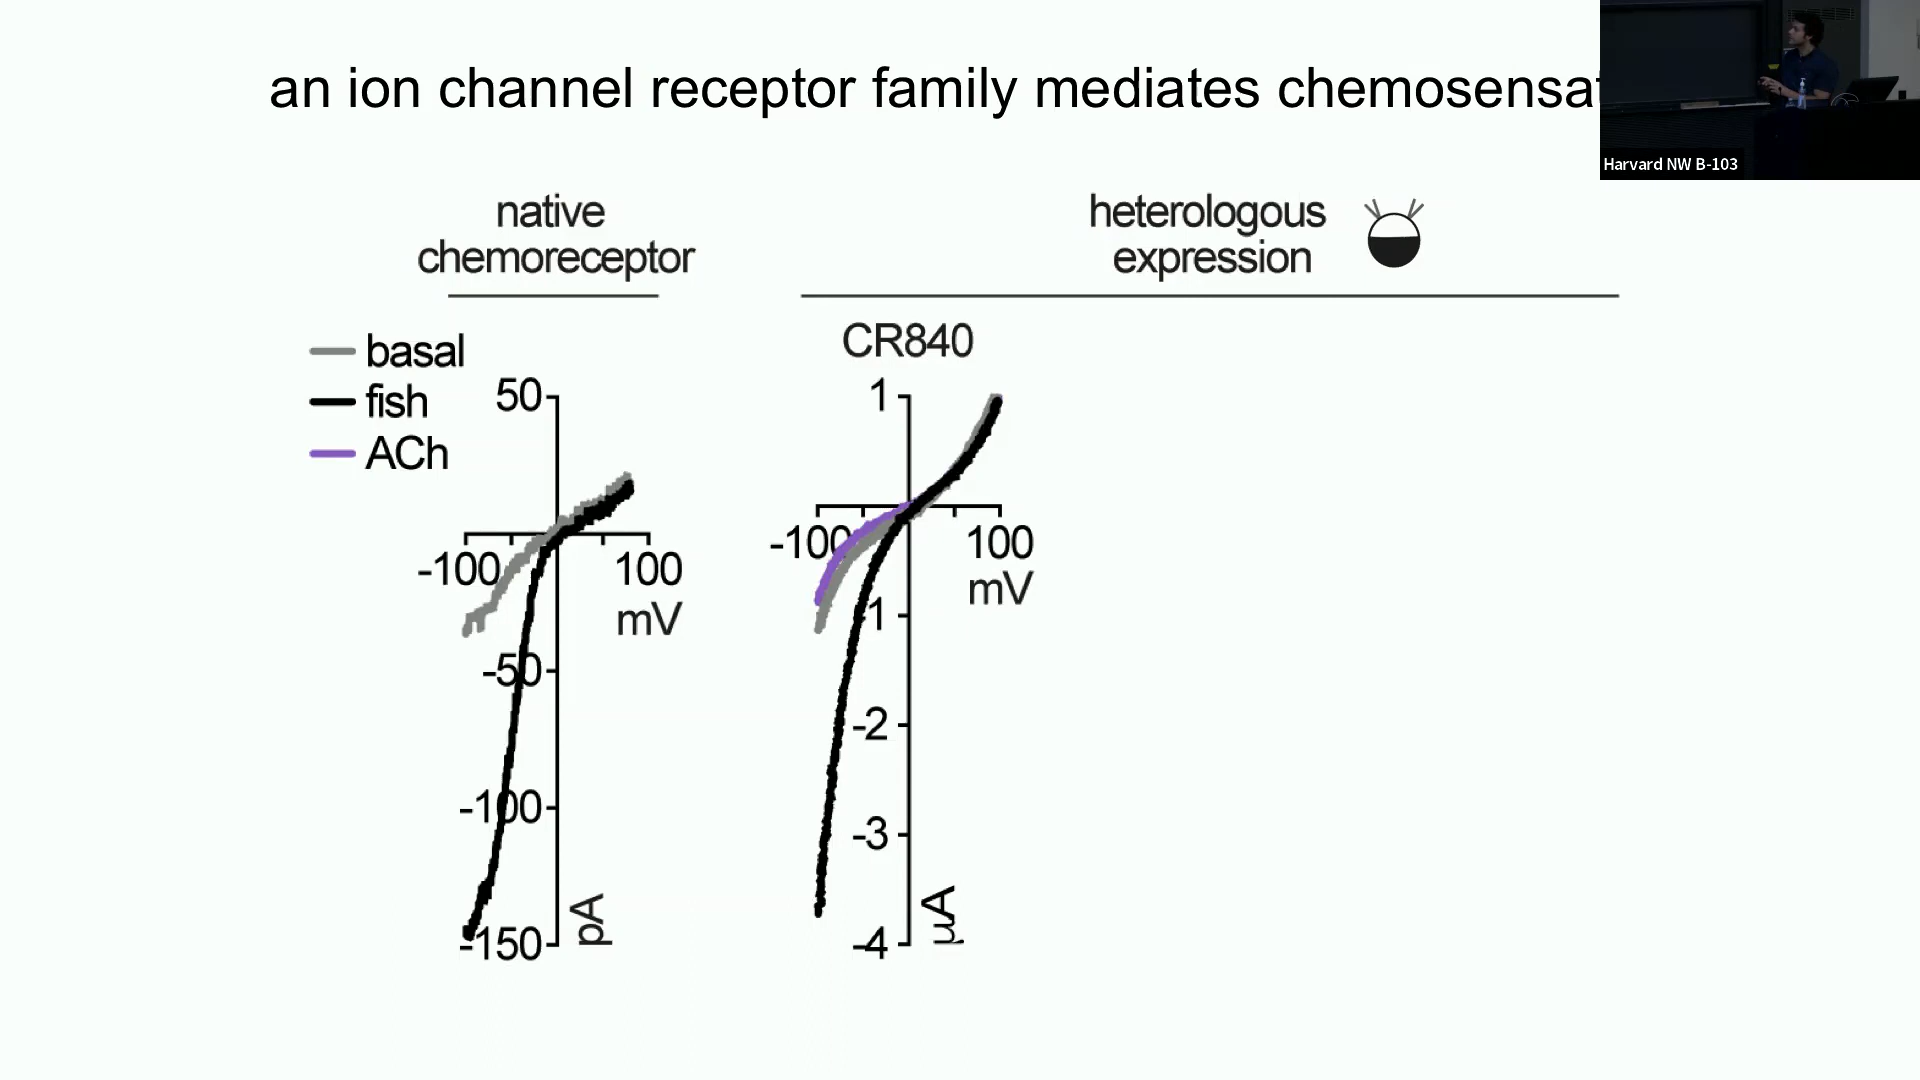 an ion channel receptor family mediates chemosensat
Harvard NW B-103
native
chemoreceptor
heterologous
expression
basal
fish
ACh
50
-100
100
mV
-50
-100
-150
pA
CR840
1
-100
100
mV
-1
-2
-3
-4
µA